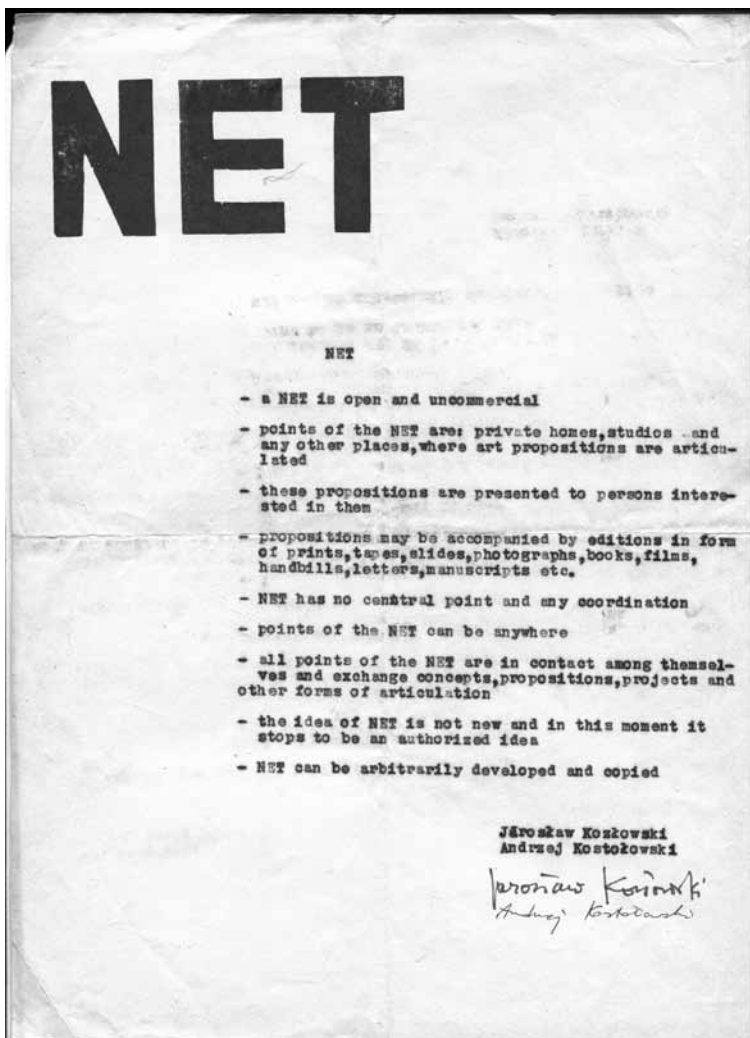 NET
NET
- a NET is open and uncommercial
- points of the NET are: private homes,studios and
any other places,where art propositions are articu-
lated
- these propositions are presented to persons intere-
sted in them
- propositions may be accompanied by editions in form
of prints,tapes,slides,photographs,books,films,
handbills,letters,manuscripts etc.
- NET has no central point and any coordination
- points of the NET can be anywhere
- all points of the NET are in contact among themsel-
ves and exchange concepts,propositions,projects and
other forms of articulation
- the idea of NET is not new and in this moment it
stops to be an authorized idea
- NET can be arbitrarily developed and copied
Jarosław Kozłowski
Andrzej Kostołowski
Jarosław Kozłowski
Andrzej Kostołowski